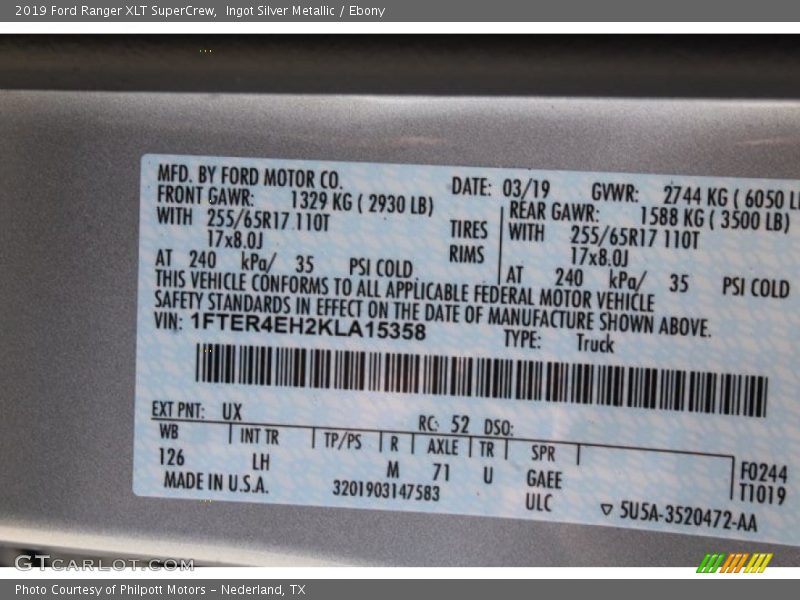 2019 Ford Ranger XLT SuperCrew, Ingot Silver Metallic / Ebony
MFD. BY FORD MOTOR CO. DATE: 03/19 GVWR: 2744 KG ( 6050 LB
FRONT GAWR: 1329 KG ( 2930 LB) REAR GAWR: 1588 KG ( 3500 LB)
WITH 255/65R17 110T TIRES WITH 255/65R17 110T
17x8.0J RIMS 17x8.0J
AT 240 kPa/ 35 PSI COLD AT 240 kPa/ 35 PSI COLD
THIS VEHICLE CONFORMS TO ALL APPLICABLE FEDERAL MOTOR VEHICLE
SAFETY STANDARDS IN EFFECT ON THE DATE OF MANUFACTURE SHOWN ABOVE.
VIN: 1FTER4EH2KLA15358 TYPE: Truck
EXT PNT: UX RC: 52 DSO:
WB INT TR TP/PS R AXLE TR SPR
126 LH M 71 U GAEE F0244
MADE IN U.S.A. 3201903147583 ULC T1019
▽ 5U5A-3520472-AA
GTCARLOT.COM
Photo Courtesy of Philpott Motors - Nederland, TX